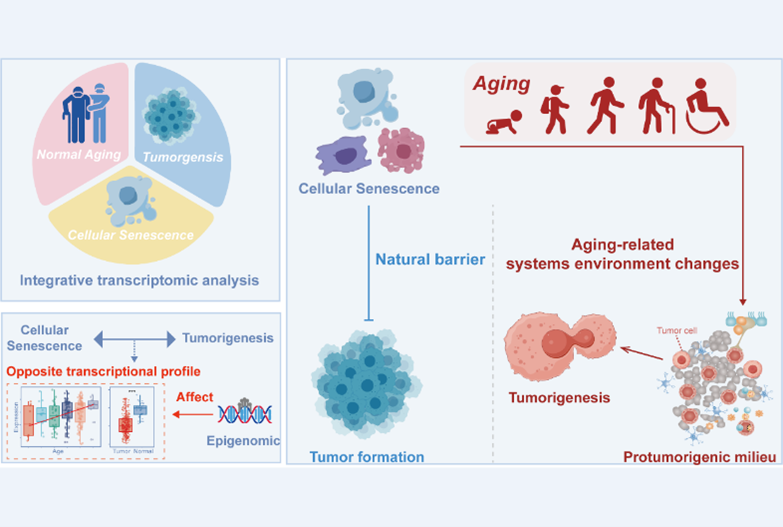 Normal Aging
Tumorgensis
Cellular Senescence
Integrative transcriptomic analysis
Cellular
Senescence
Tumorigenesis
Opposite transcriptional profile
Expression
Age
Tumor Normal
Affect
Epigenomic
Aging
Cellular Senescence
Natural barrier
Tumor formation
Aging-related
systems environment changes
Tumor cell
Tumorigenesis
Protumorigenic milieu